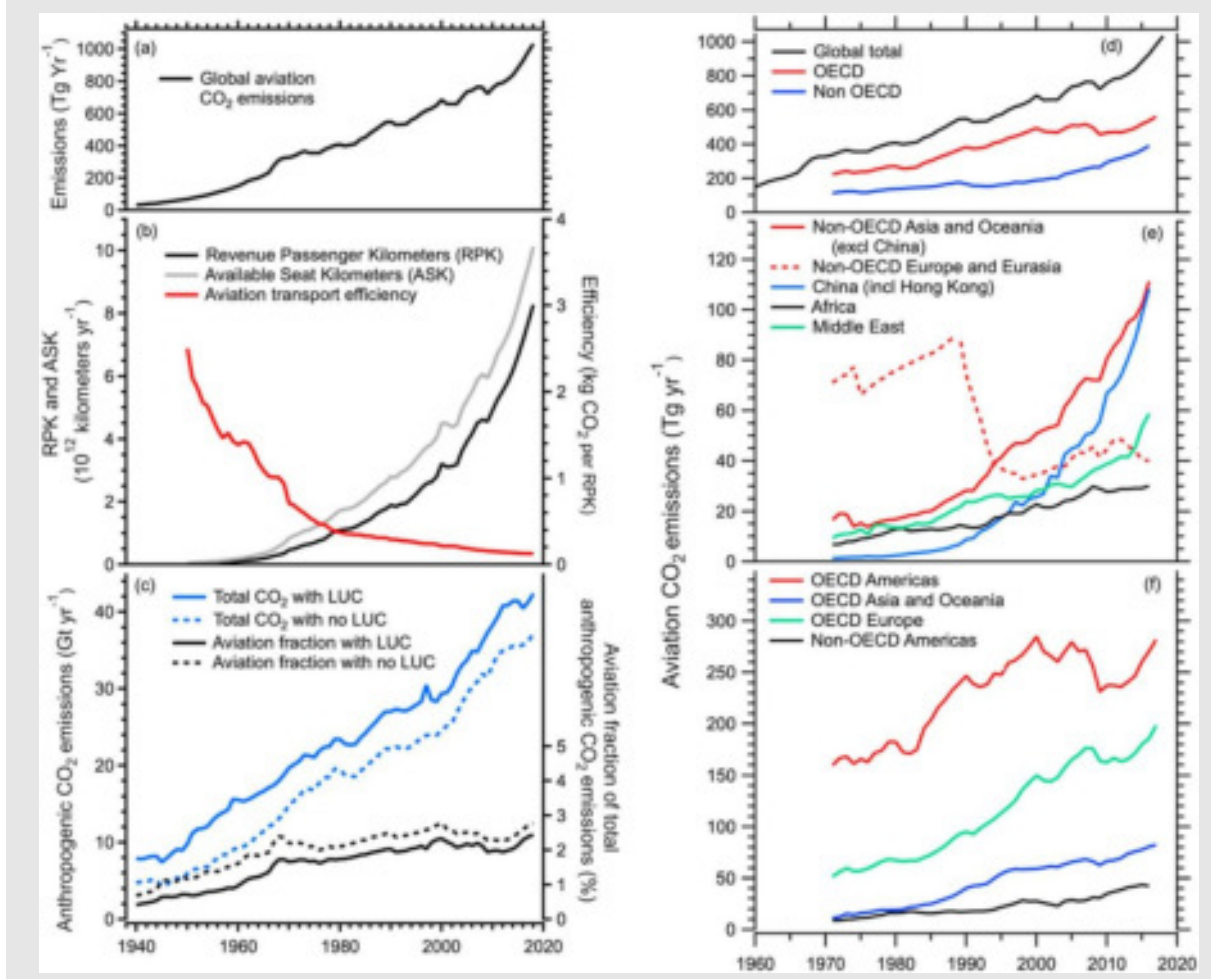 (a)
Emissions (Tg Yr⁻¹)
1000
800
600
400
200
0
Global aviation
CO₂ emissions
(b)
RPK and ASK
(10¹² kilometers yr⁻¹)
10
8
6
4
2
0
Revenue Passenger Kilometers (RPK)
Available Seat Kilometers (ASK)
Aviation transport efficiency
4
3
2
1
0
Efficiency (kg CO₂ per RPK)
(c)
Anthropogenic CO₂ emissions (Gt yr⁻¹)
40
30
20
10
0
Total CO₂ with LUC
Total CO₂ with no LUC
Aviation fraction with LUC
Aviation fraction with no LUC
5
4
3
2
1
0
Aviation fraction of total
anthropogenic CO₂ emissions (%)
1940
1960
1980
2000
2020
Aviation CO₂ emissions (Tg yr⁻¹)
(d)
1000
800
600
400
200
0
Global total
OECD
Non OECD
(e)
120
100
80
60
40
20
0
Non-OECD Asia and Oceania
(excl China)
Non-OECD Europe and Eurasia
China (incl Hong Kong)
Africa
Middle East
(f)
300
250
200
150
100
50
0
OECD Americas
OECD Asia and Oceania
OECD Europe
Non-OECD Americas
1960
1970
1980
1990
2000
2010
2020